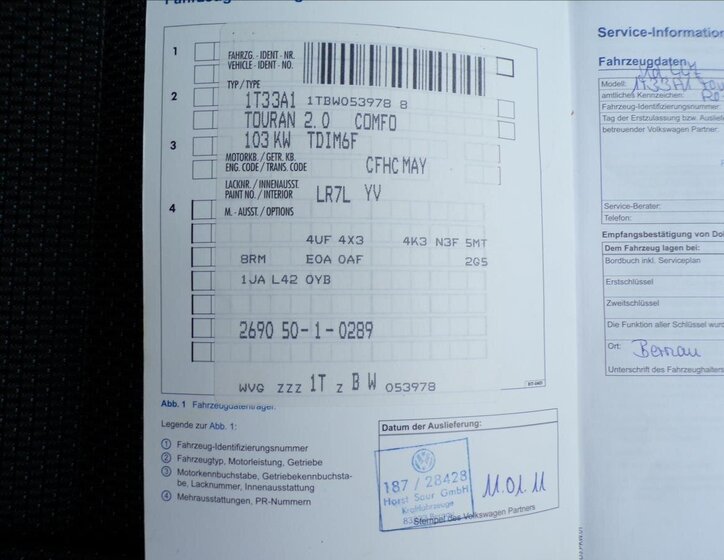 1
FAHRZG. - IDENT - NR.
VEHICLE - IDENT - NO.
TYP / TYPE
2
1T33A1 1TBW053978 8
TOURAN 2.0 COMFO
3
103 KW TDIM6F
MOTORKB. / GETR. KB.
ENG. CODE / TRANS. CODE
CFHC MAY
LACKNR. / INNENAUSST.
PAINT NO. / INTERIOR
LR7L YV
4
M. - AUSST. / OPTIONS
4UF 4X3 4K3 N3F 5MT
8RM E0A 0AF 2G5
1JA L42 0YB
2690 50-1-0289
WVG ZZZ 1T Z B W 053978
Abb. 1 Fahrzeugdatenträger.
Legende zur Abb. 1:
① Fahrzeug-Identifizierungsnummer
② Fahrzeugtyp, Motorleistung, Getriebe
③ Motorkennbuchstabe, Getriebekennbuchsta-
be, Lacknummer, Innenausstattung
④ Mehrausstattungen, PR-Nummern
Datum der Auslieferung:
187 / 28428
Horst Saur GmbH
Kraftfahrzeuge
11.01.11
Stempel des Volkswagen Partners
Service-Information
Fahrzeugdaten
Modell: 1T33A1
amtliches Kennzeichen:
Fahrzeug-Identifizierungsnummer
Tag der Erstzulassung bzw. Ausliefe
betreuender Volkswagen Partner:
Service-Berater:
Telefon:
Empfangsbestätigung von Do
Dem Fahrzeug lagen bei:
Bordbuch inkl. Serviceplan
Erstschlüssel
Zweitschlüssel
Die Funktion aller Schlüssel wurd
Ort: Bernau
Unterschrift des Fahrzeughalters